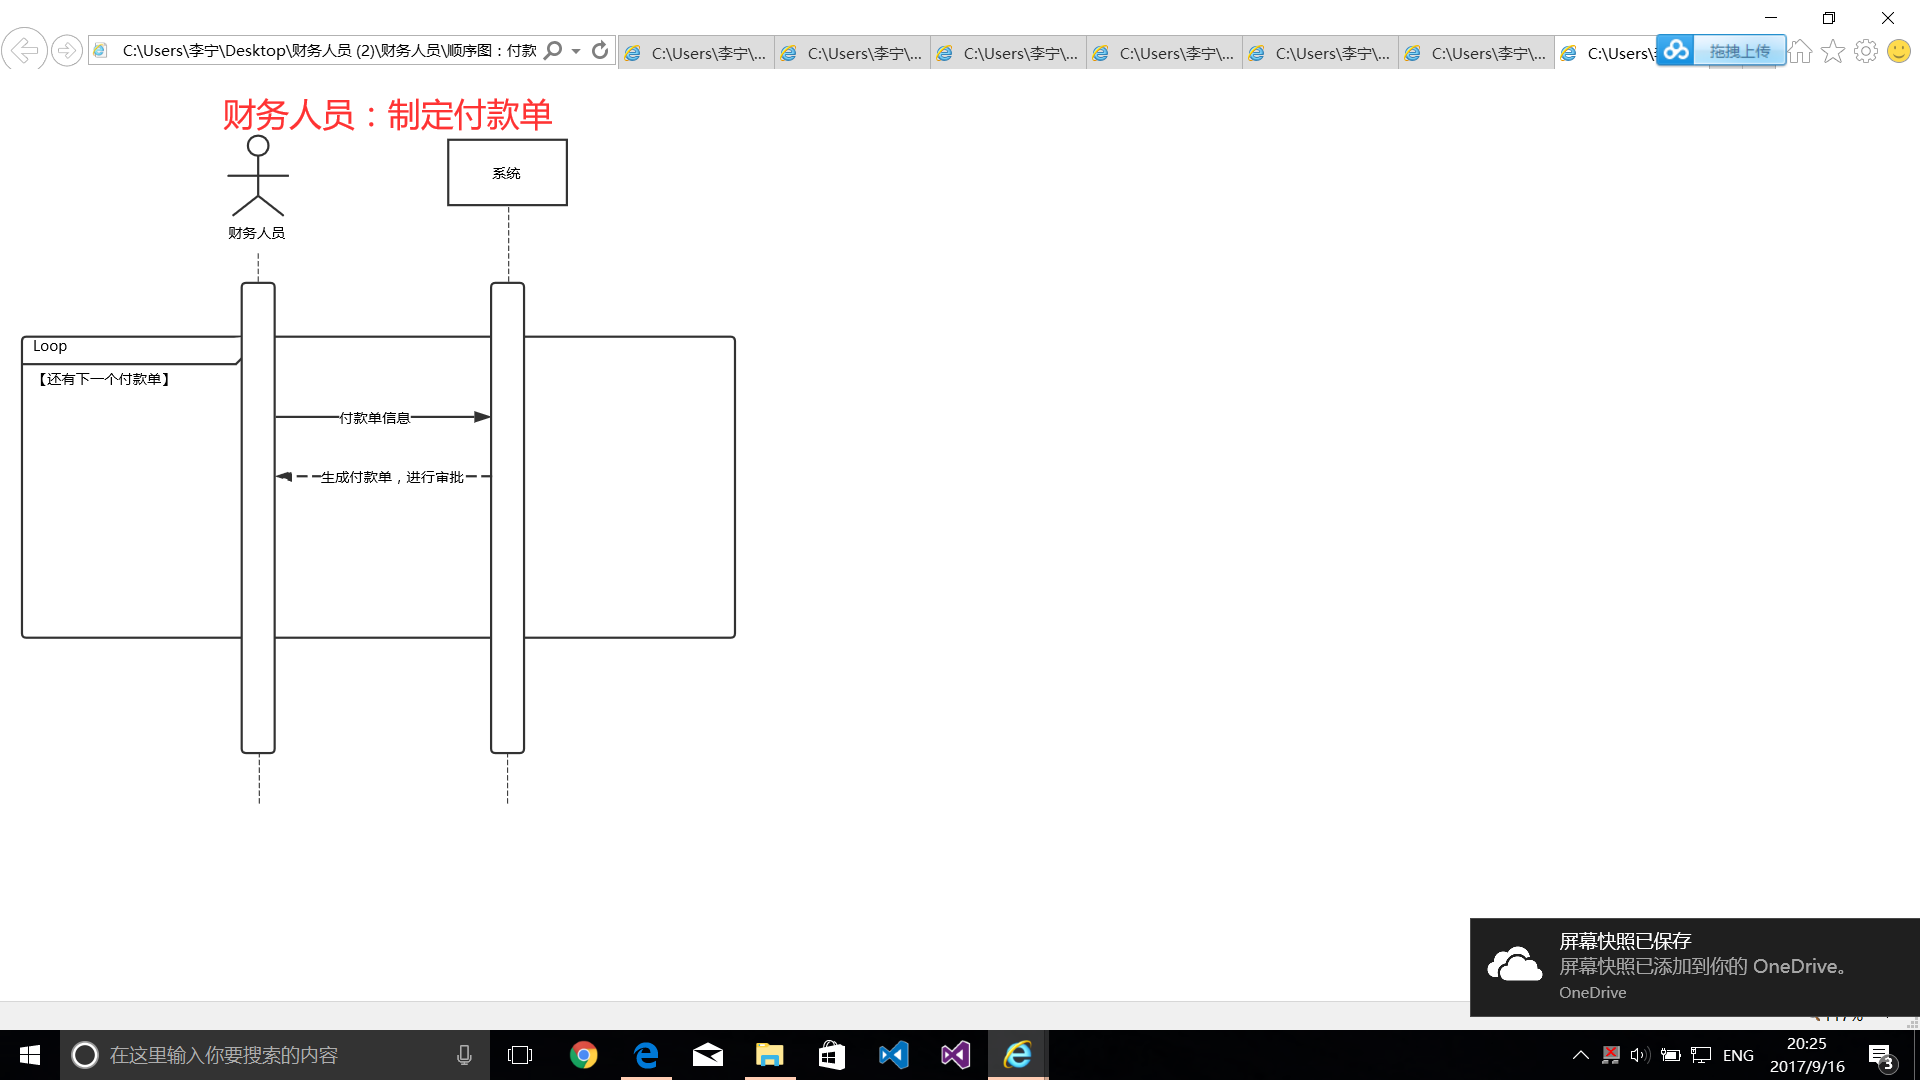 C:\Users\李宁\Desktop\财务人员 (2)\财务人员\顺序图：付款
C:\Users\李宁\...
C:\Users\李宁\...
C:\Users\李宁\...
C:\Users\李宁\...
C:\Users\李宁\...
C:\Users\李宁\...
C:\Users\
拖拽上传
财务人员：制定付款单
系统
财务人员
Loop
【还有下一个付款单】
付款单信息
生成付款单，进行审批
屏幕快照已保存
屏幕快照已添加到你的 OneDrive。
OneDrive
在这里输入你要搜索的内容
ENG
20:25
2017/9/16
3